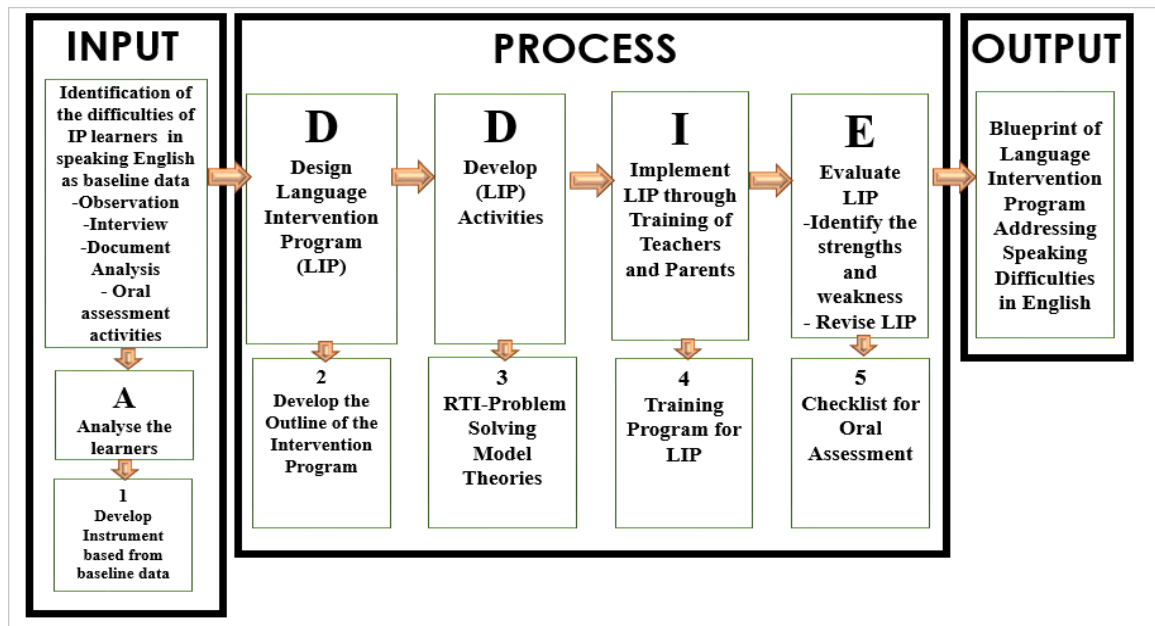 INPUT
Identification of
the difficulties of
IP learners in
speaking English
as baseline data
-Observation
-Interview
-Document
Analysis
- Oral
assessment
activities
A
Analyse the
learners
1
Develop
Instrument
based from
baseline data
PROCESS
D
Design
Language
Intervention
Program
(LIP)
2
Develop the
Outline of the
Intervention
Program
D
Develop
(LIP)
Activities
3
RTI-Problem
Solving
Model
Theories
I
Implement
LIP through
Training of
Teachers
and Parents
4
Training
Program for
LIP
E
Evaluate
LIP
-Identify the
strengths
and
weakness
- Revise LIP
5
Checklist for
Oral
Assessment
OUTPUT
Blueprint of
Language
Intervention
Program
Addressing
Speaking
Difficulties
in English